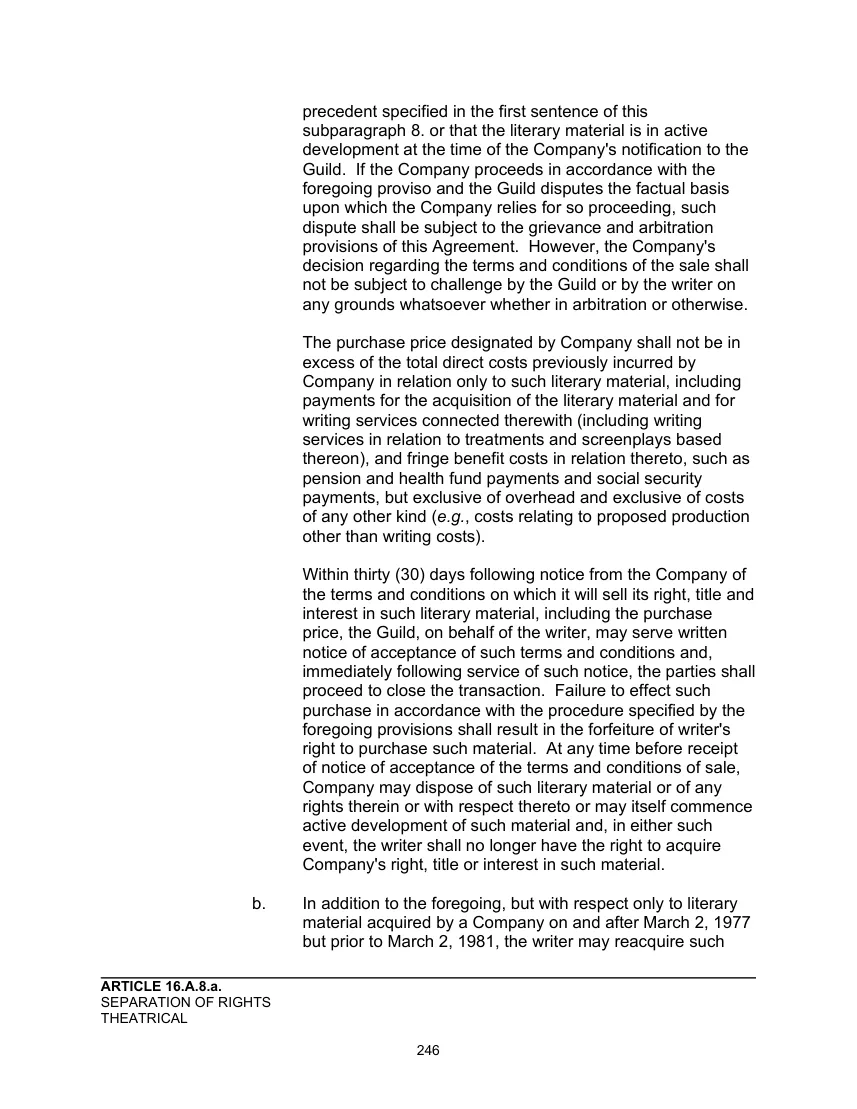 precedent specified in the first sentence of this
subparagraph 8. or that the literary material is in active
development at the time of the Company's notification to the
Guild.  If the Company proceeds in accordance with the
foregoing proviso and the Guild disputes the factual basis
upon which the Company relies for so proceeding, such
dispute shall be subject to the grievance and arbitration
provisions of this Agreement.  However, the Company's
decision regarding the terms and conditions of the sale shall
not be subject to challenge by the Guild or by the writer on
any grounds whatsoever whether in arbitration or otherwise.
The purchase price designated by Company shall not be in
excess of the total direct costs previously incurred by
Company in relation only to such literary material, including
payments for the acquisition of the literary material and for
writing services connected therewith (including writing
services in relation to treatments and screenplays based
thereon), and fringe benefit costs in relation thereto, such as
pension and health fund payments and social security
payments, but exclusive of overhead and exclusive of costs
of any other kind (e.g., costs relating to proposed production
other than writing costs).
Within thirty (30) days following notice from the Company of
the terms and conditions on which it will sell its right, title and
interest in such literary material, including the purchase
price, the Guild, on behalf of the writer, may serve written
notice of acceptance of such terms and conditions and,
immediately following service of such notice, the parties shall
proceed to close the transaction.  Failure to effect such
purchase in accordance with the procedure specified by the
foregoing provisions shall result in the forfeiture of writer's
right to purchase such material.  At any time before receipt
of notice of acceptance of the terms and conditions of sale,
Company may dispose of such literary material or of any
rights therein or with respect thereto or may itself commence
active development of such material and, in either such
event, the writer shall no longer have the right to acquire
Company's right, title or interest in such material.
b. In addition to the foregoing, but with respect only to literary
material acquired by a Company on and after March 2, 1977
but prior to March 2, 1981, the writer may reacquire such
ARTICLE 16.A.8.a.
SEPARATION OF RIGHTS
THEATRICAL
246